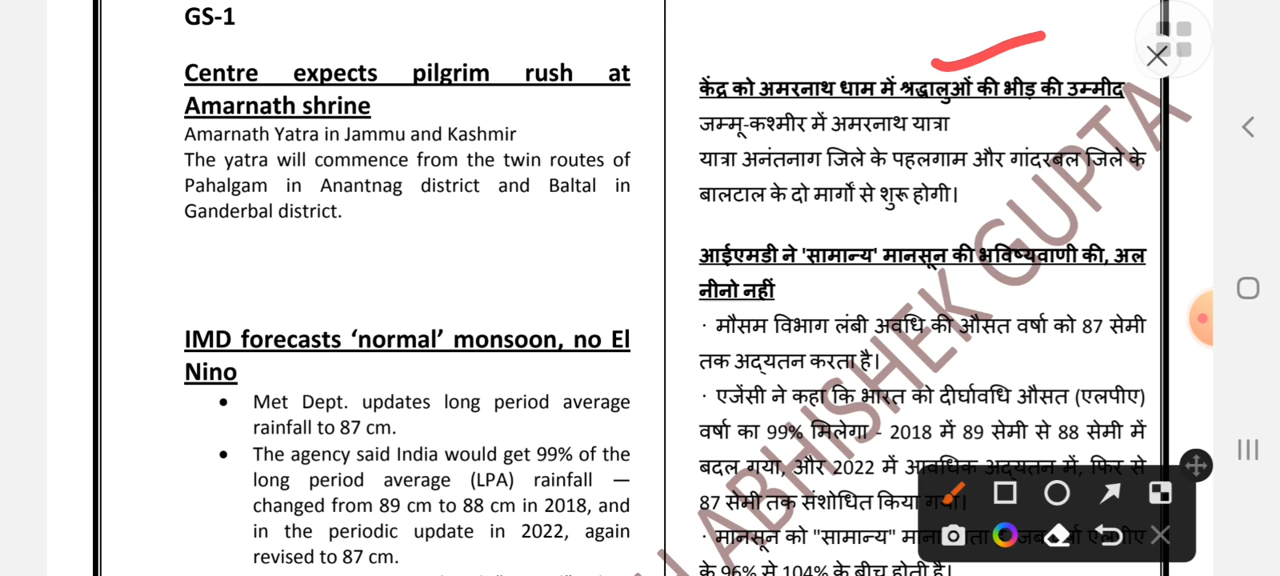 GS-1
Centre expects pilgrim rush at
Amarnath shrine
Amarnath Yatra in Jammu and Kashmir
The yatra will commence from the twin routes of
Pahalgam in Anantnag district and Baltal in
Ganderbal district.
IMD forecasts ‘normal’ monsoon, no El
Nino
• Met Dept. updates long period average
rainfall to 87 cm.
• The agency said India would get 99% of the
long period average (LPA) rainfall —
changed from 89 cm to 88 cm in 2018, and
in the periodic update in 2022, again
revised to 87 cm.
केंद्र को अमरनाथ धाम में श्रद्धालुओं की भीड़ की उम्मीद
जम्मू-कश्मीर में अमरनाथ यात्रा
यात्रा अनंतनाग जिले के पहलगाम और गांदरबल जिले के
बालटाल के दो मार्गों से शुरू होगी।
आईएमडी ने 'सामान्य' मानसून की भविष्यवाणी की, अल
नीनो नहीं
· मौसम विभाग लंबी अवधि की औसत वर्षा को 87 सेमी
तक अद्यतन करता है।
· एजेंसी ने कहा कि भारत को दीर्घावधि औसत (एलपीए)
वर्षा का 99% मिलेगा - 2018 में 89 सेमी से 88 सेमी में
बदल गया, और 2022 में आवधिक अद्यतन में, फिर से
87 सेमी तक संशोधित किया गया।
· मानसून को "सामान्य"
के 96% से 104% के बीच होती है।
ABHISHEK GUPTA